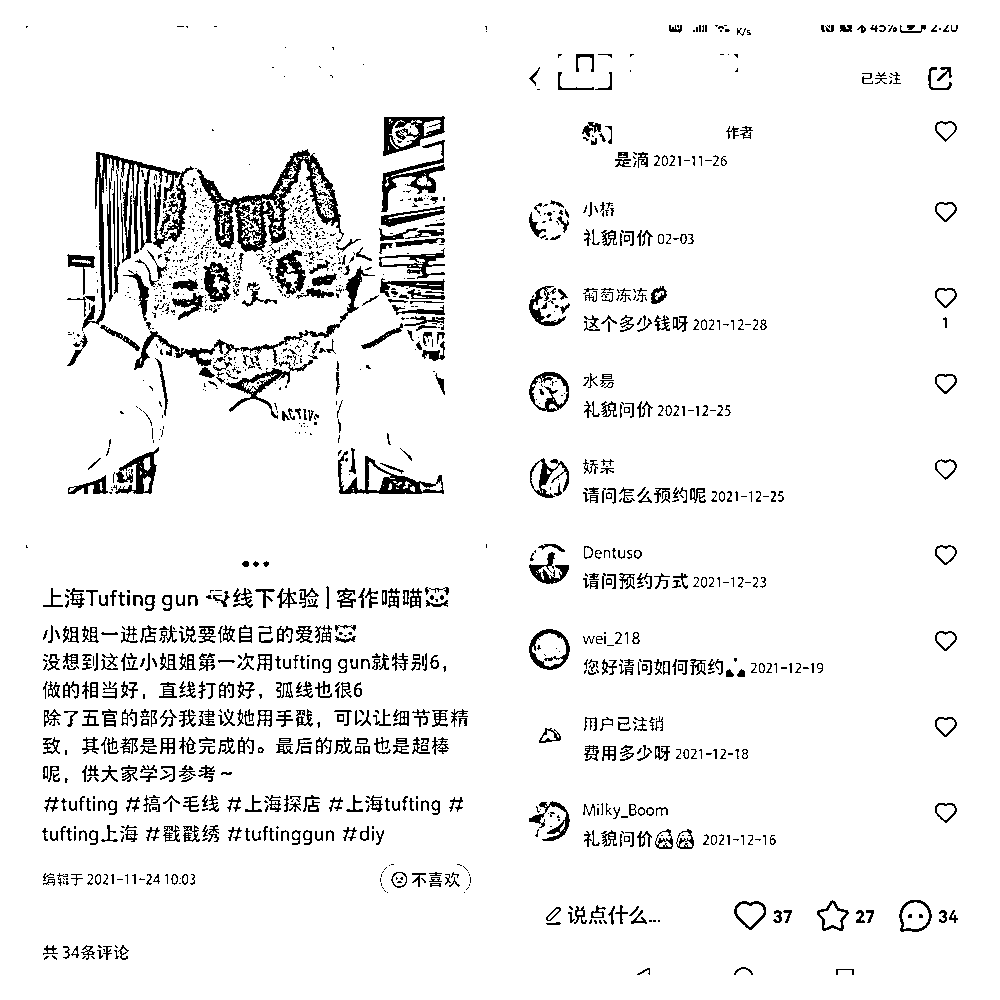 ACTIVE
上海Tufting gun 线下体验 | 客作喵喵
小姐姐一进店就说要做自己的爱猫
没想到这位小姐姐第一次用tufting gun就特别6，
做的相当好，直线打的好，弧线也很6
除了五官的部分我建议她用手戳，可以让细节更精
致，其他都是用枪完成的。最后的成品也是超棒
呢，供大家学习参考～
#tufting #搞个毛线 #上海探店 #上海tufting #
tufting上海 #戳戳绣 #tuftinggun #diy
编辑于 2021-11-24 10:03
不喜欢
共 34条评论
K/s
45%
2:20
已关注
作者
是滴 2021-11-26
小梼
礼貌问价 02-03
葡萄冻冻
这个多少钱呀 2021-12-28
1
水昜
礼貌问价 2021-12-25
娇某
请问怎么预约呢 2021-12-25
Dentuso
请问预约方式 2021-12-23
wei_218
您好请问如何预约 2021-12-19
用户已注销
费用多少呀 2021-12-18
Milky_Boom
礼貌问价 2021-12-16
说点什么...
37
27
34